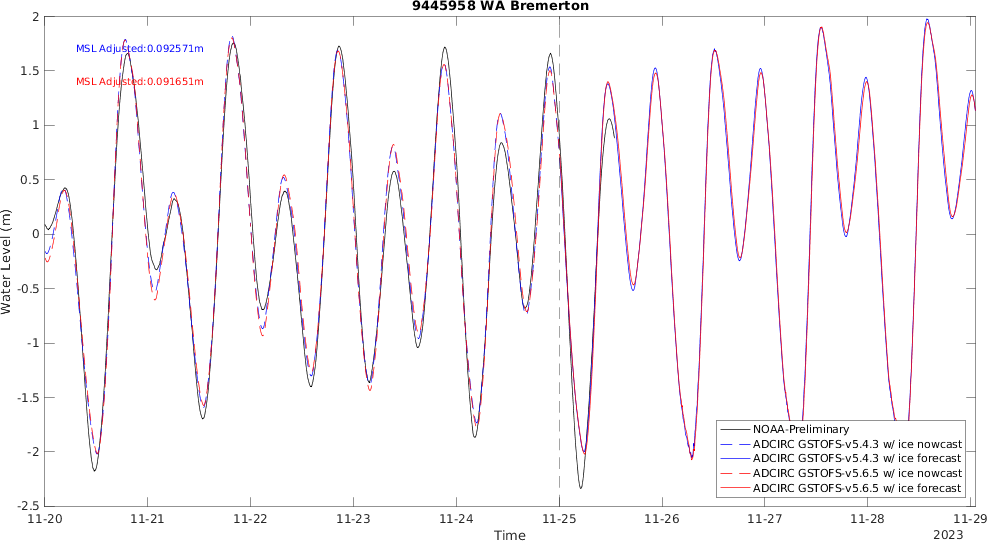 9445958 WA Bremerton
MSL Adjusted:0.092571m
MSL Adjusted:0.091651m
Water Level (m)
2
1.5
1
0.5
0
-0.5
-1
-1.5
-2
-2.5
NOAA-Preliminary
ADCIRC GSTOFS-v5.4.3 w/ ice nowcast
ADCIRC GSTOFS-v5.4.3 w/ ice forecast
ADCIRC GSTOFS-v5.6.5 w/ ice nowcast
ADCIRC GSTOFS-v5.6.5 w/ ice forecast
11-20 11-21 11-22 11-23 11-24 11-25 11-26 11-27 11-28 11-29
Time
2023